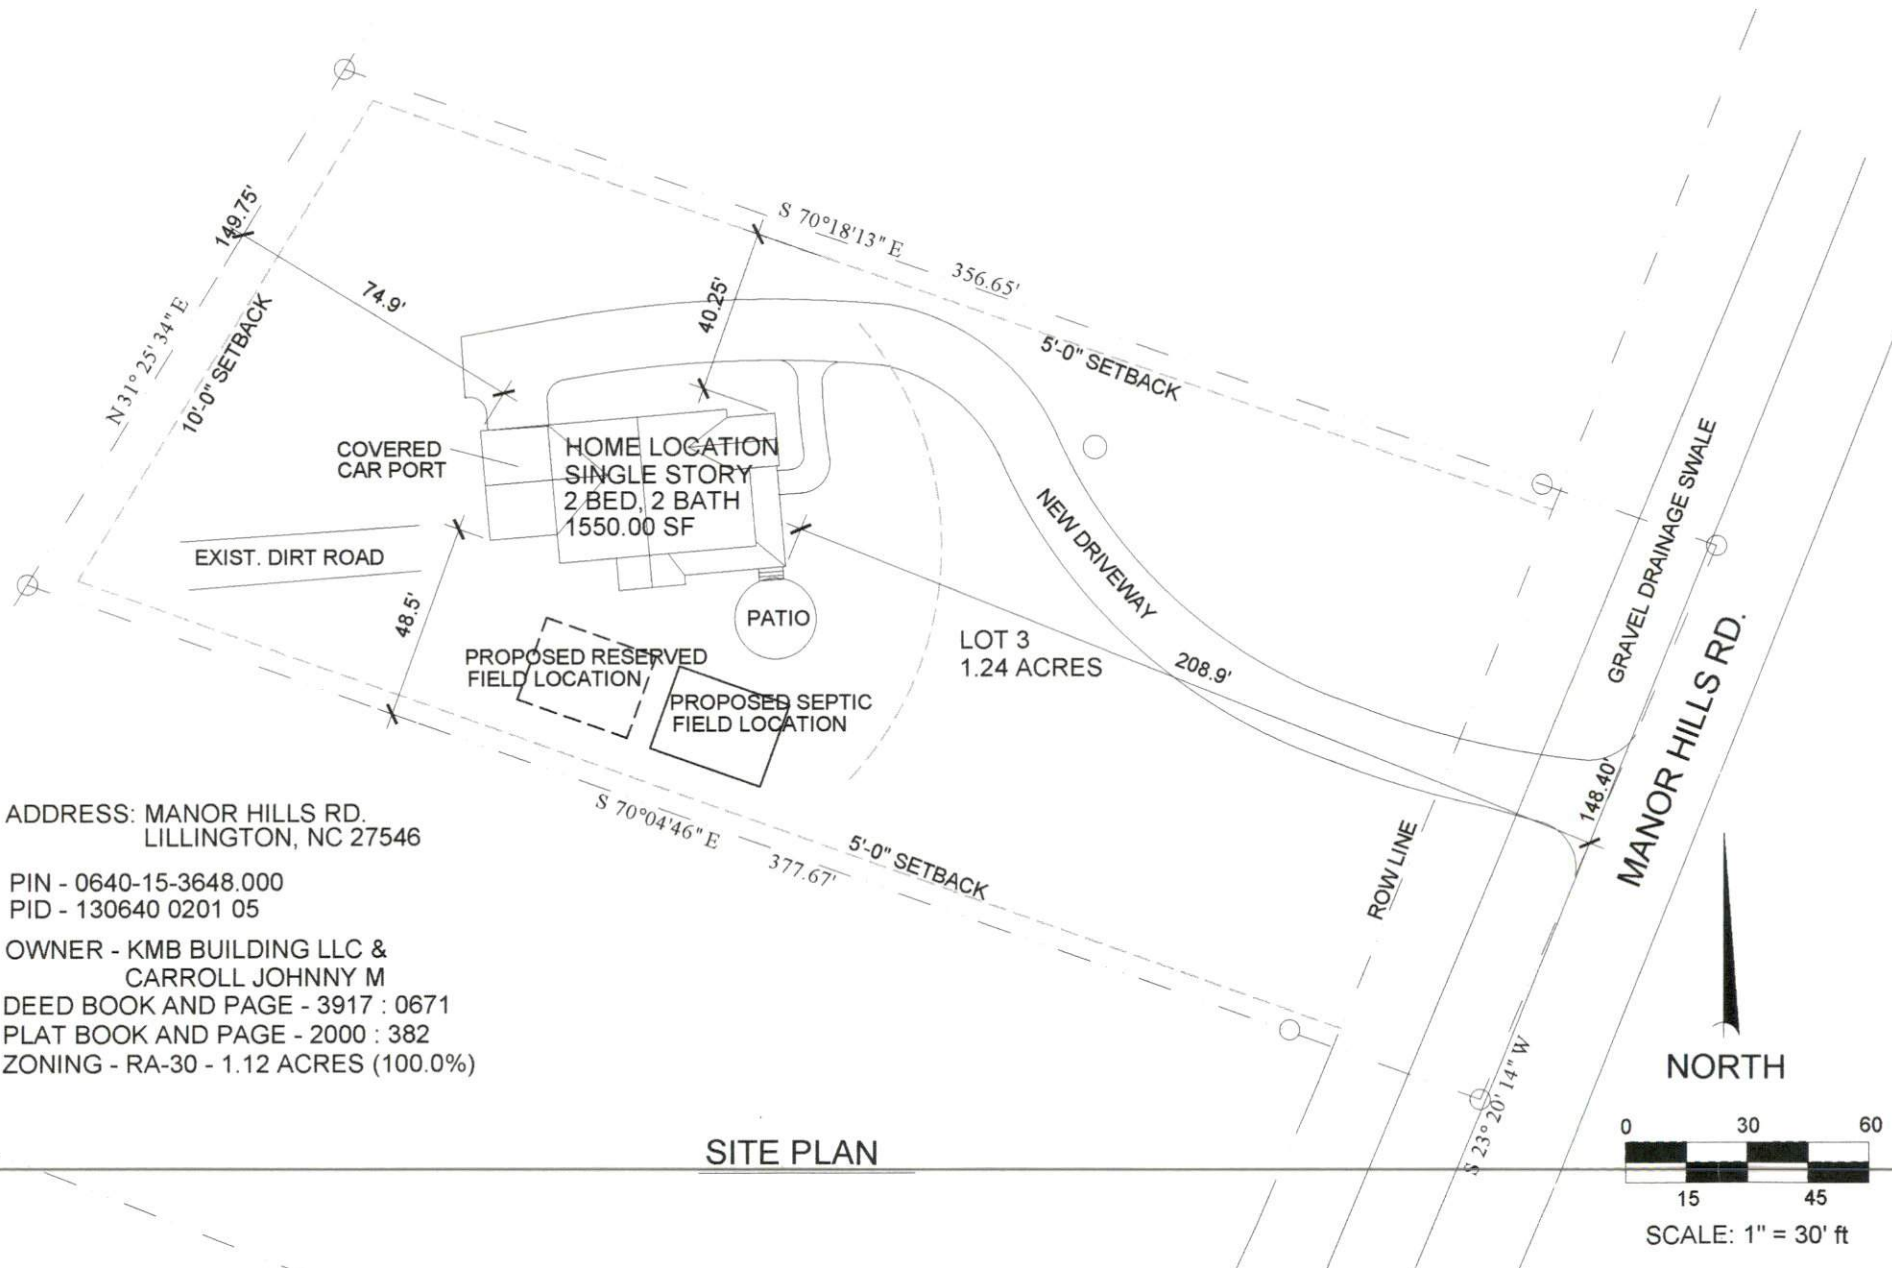 S 70°18'13" E
356.65'
149.75'
74.9'
40.25'
N 31° 25' 34" E
10'-0" SETBACK
5'-0" SETBACK
COVERED
CAR PORT
HOME LOCATION
SINGLE STORY
2 BED, 2 BATH
1550.00 SF
GRAVEL DRAINAGE SWALE
NEW DRIVEWAY
EXIST. DIRT ROAD
48.5'
PATIO
LOT 3
1.24 ACRES
208.9'
PROPOSED RESERVED
FIELD LOCATION
PROPOSED SEPTIC
FIELD LOCATION
MANOR HILLS RD.
148.40'
S 70°04'46" E
377.67'
5'-0" SETBACK
ROW LINE
ADDRESS: MANOR HILLS RD.
LILLINGTON, NC 27546
PIN - 0640-15-3648.000
PID - 130640 0201 05
OWNER - KMB BUILDING LLC &
CARROLL JOHNNY M
DEED BOOK AND PAGE - 3917 : 0671
PLAT BOOK AND PAGE - 2000 : 382
ZONING - RA-30 - 1.12 ACRES (100.0%)
S 23° 20' 14" W
NORTH
SITE PLAN
0 30 60
15 45
SCALE: 1" = 30' ft